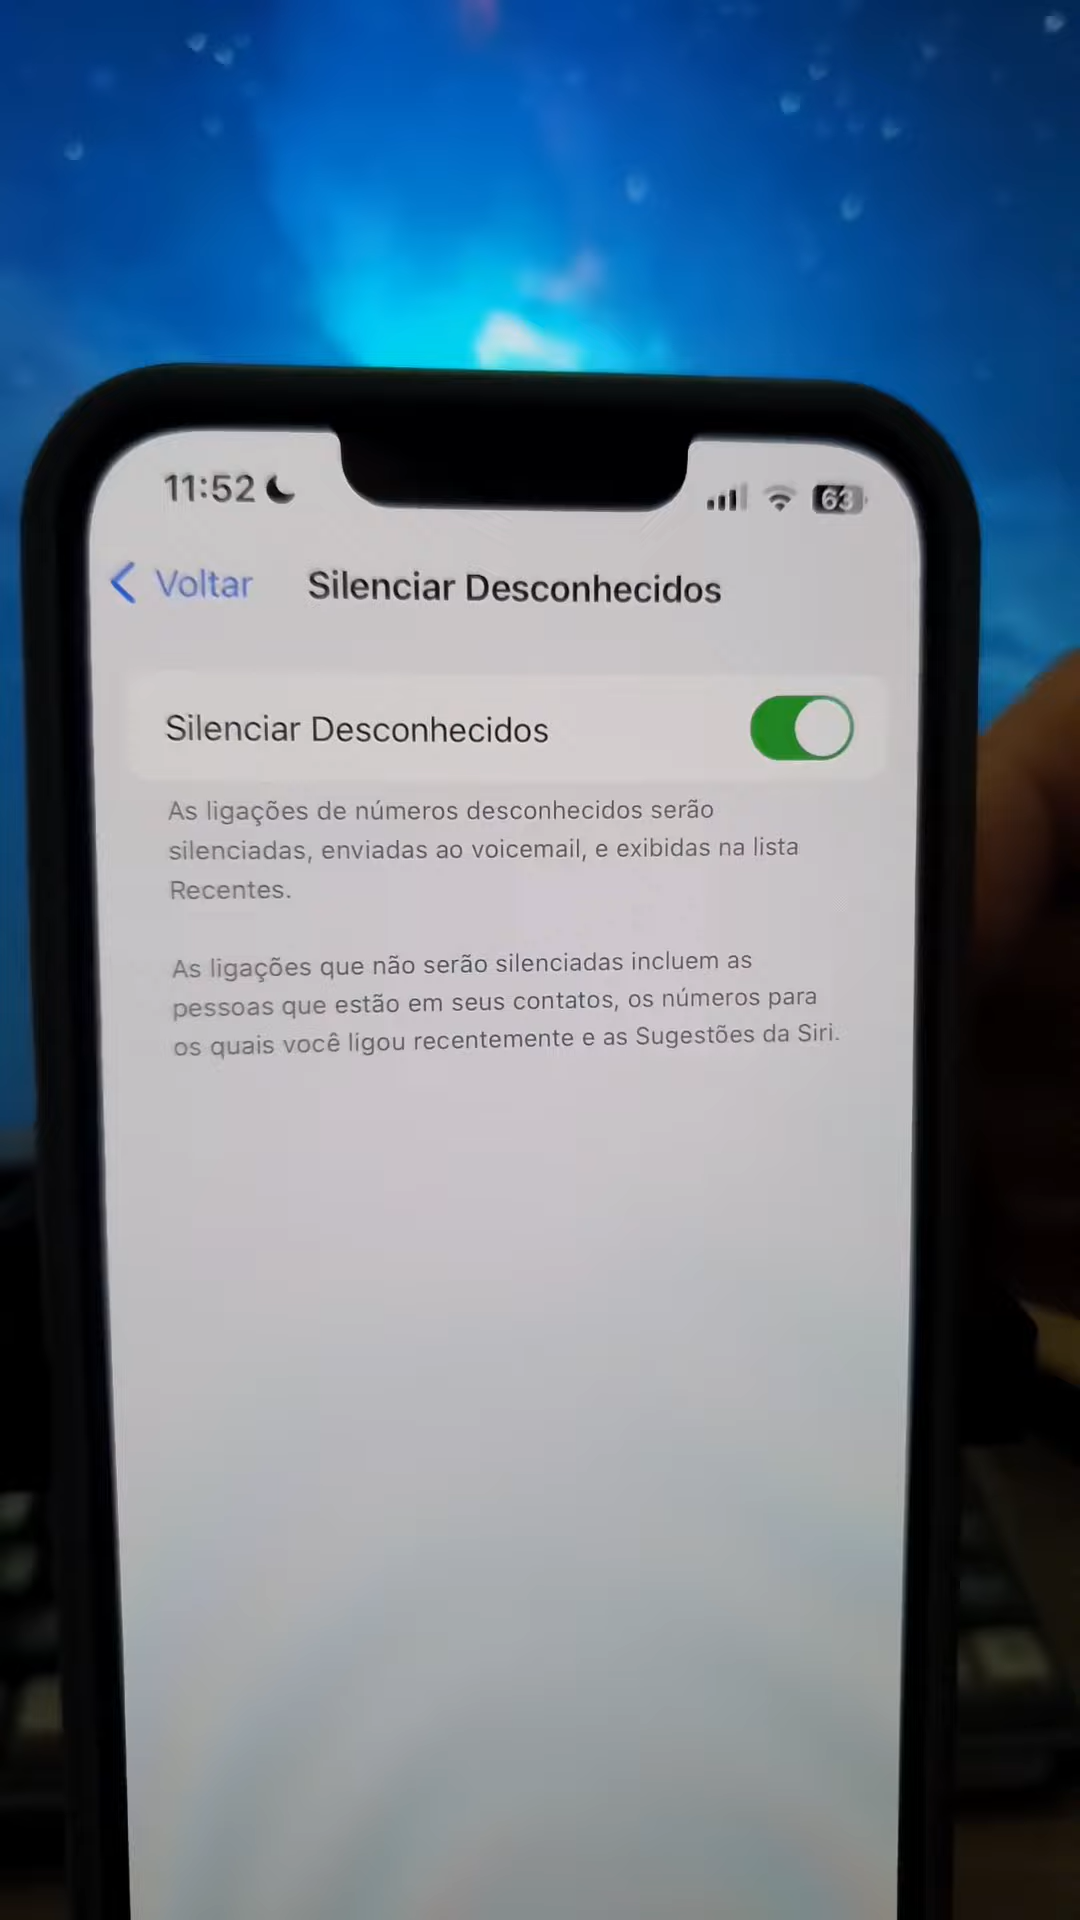 11:52
63
Voltar
Silenciar Desconhecidos
Silenciar Desconhecidos
As ligações de números desconhecidos serão
silenciadas, enviadas ao voicemail, e exibidas na lista
Recentes.
As ligações que não serão silenciadas incluem as
pessoas que estão em seus contatos, os números para
os quais você ligou recentemente e as Sugestões da Siri.